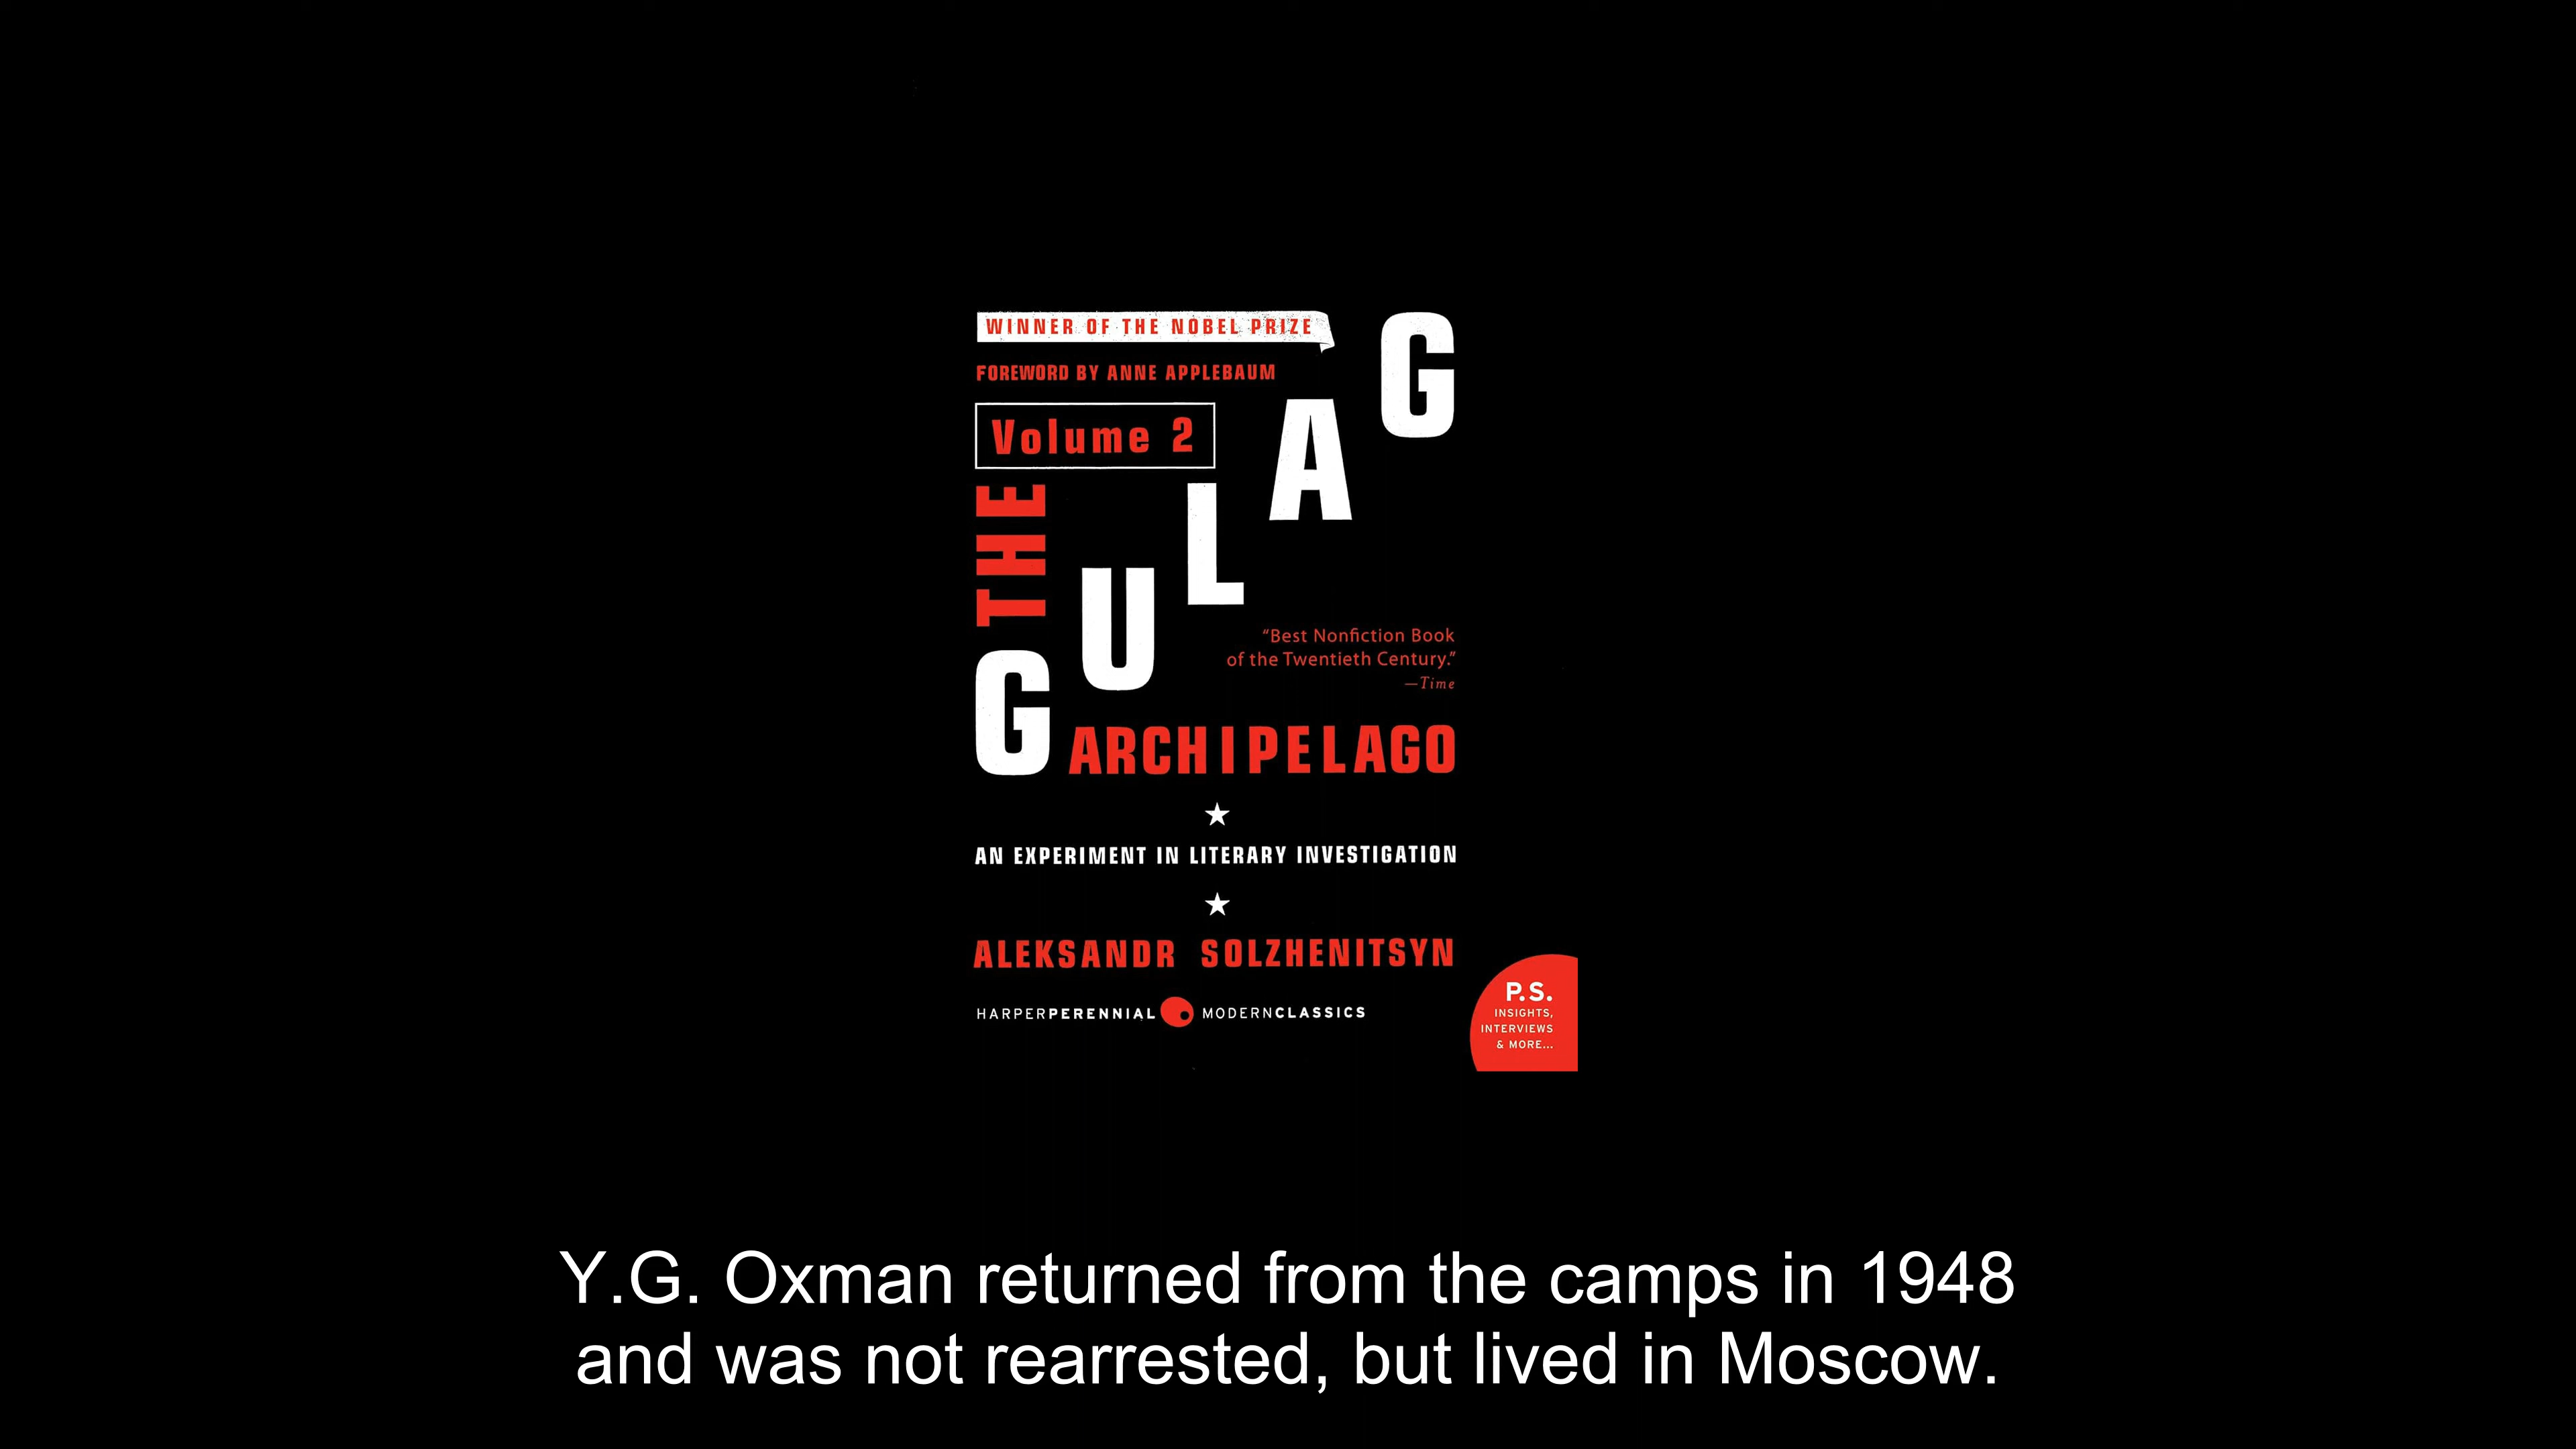 WINNER OF THE NOBEL PRIZE
FOREWORD BY ANNE APPLEBAUM
Volume 2
THE
GULAG
"Best Nonfiction Book
of the Twentieth Century."
—Time
ARCHIPELAGO
AN EXPERIMENT IN LITERARY INVESTIGATION
ALEKSANDR SOLZHENITSYN
HARPERPERENNIAL MODERNCLASSICS
P.S.
INSIGHTS,
INTERVIEWS
& MORE...
Y.G. Oxman returned from the camps in 1948
and was not rearrested, but lived in Moscow.